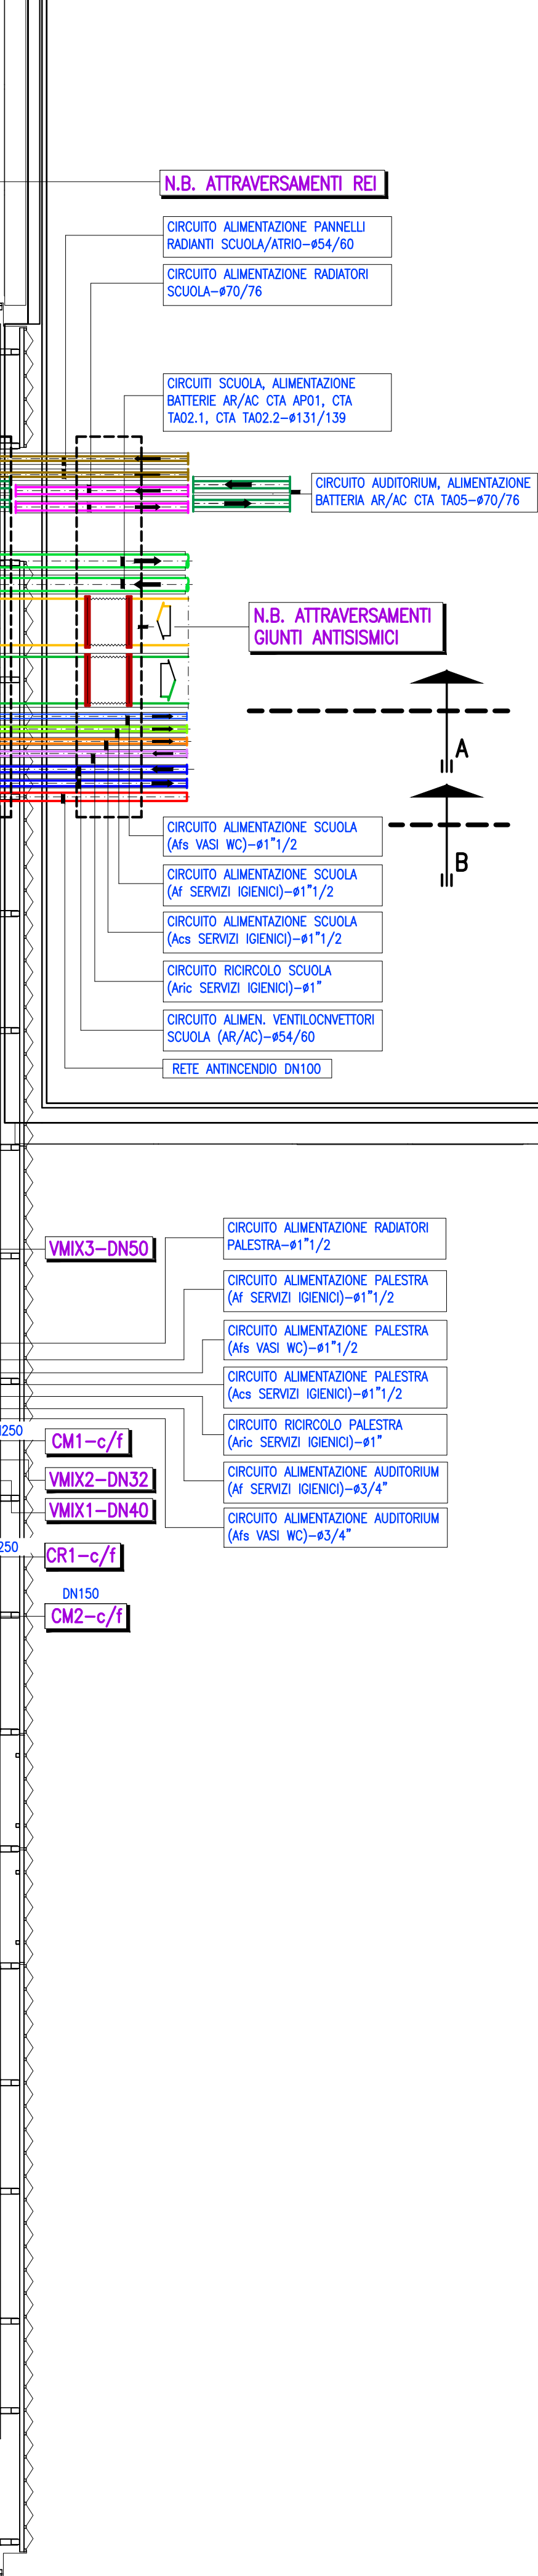 N.B. ATTRAVERSAMENTI REI
CIRCUITO ALIMENTAZIONE PANNELLI
RADIANTI SCUOLA/ATRIO-ø54/60
CIRCUITO ALIMENTAZIONE RADIATORI
SCUOLA-ø70/76
CIRCUITI SCUOLA, ALIMENTAZIONE
BATTERIE AR/AC CTA AP01, CTA
TA02.1, CTA TA02.2-ø131/139
CIRCUITO AUDITORIUM, ALIMENTAZIONE
BATTERIA AR/AC CTA TA05-ø70/76
N.B. ATTRAVERSAMENTI
GIUNTI ANTISISMICI
A
B
CIRCUITO ALIMENTAZIONE SCUOLA
(Afs VASI WC)-ø1"1/2
CIRCUITO ALIMENTAZIONE SCUOLA
(Af SERVIZI IGIENICI)-ø1"1/2
CIRCUITO ALIMENTAZIONE SCUOLA
(Acs SERVIZI IGIENICI)-ø1"1/2
CIRCUITO RICIRCOLO SCUOLA
(Aric SERVIZI IGIENICI)-ø1"
CIRCUITO ALIMEN. VENTILOCNVETTORI
SCUOLA (AR/AC)-ø54/60
RETE ANTINCENDIO DN100
CIRCUITO ALIMENTAZIONE RADIATORI
PALESTRA-ø1"1/2
VMIX3-DN50
CIRCUITO ALIMENTAZIONE PALESTRA
(Af SERVIZI IGIENICI)-ø1"1/2
CIRCUITO ALIMENTAZIONE PALESTRA
(Afs VASI WC)-ø1"1/2
CIRCUITO ALIMENTAZIONE PALESTRA
(Acs SERVIZI IGIENICI)-ø1"1/2
CIRCUITO RICIRCOLO PALESTRA
(Aric SERVIZI IGIENICI)-ø1"
250
CM1-c/f
CIRCUITO ALIMENTAZIONE AUDITORIUM
(Af SERVIZI IGIENICI)-ø3/4"
VMIX2-DN32
VMIX1-DN40
CIRCUITO ALIMENTAZIONE AUDITORIUM
(Afs VASI WC)-ø3/4"
250
CR1-c/f
DN150
CM2-c/f